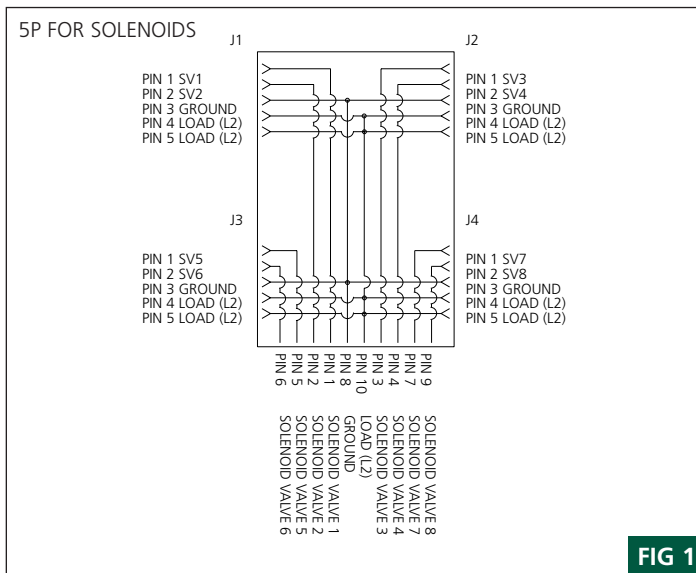 5P FOR SOLENOIDS
J1
PIN 1 SV1
PIN 2 SV2
PIN 3 GROUND
PIN 4 LOAD (L2)
PIN 5 LOAD (L2)
J2
PIN 1 SV3
PIN 2 SV4
PIN 3 GROUND
PIN 4 LOAD (L2)
PIN 5 LOAD (L2)
J3
PIN 1 SV5
PIN 2 SV6
PIN 3 GROUND
PIN 4 LOAD (L2)
PIN 5 LOAD (L2)
J4
PIN 1 SV7
PIN 2 SV8
PIN 3 GROUND
PIN 4 LOAD (L2)
PIN 5 LOAD (L2)
PIN 6
PIN 5
PIN 2
PIN 1
PIN 8
PIN 10
PIN 3
PIN 4
PIN 7
PIN 9
SOLENOID VALVE 6
SOLENOID VALVE 5
SOLENOID VALVE 2
SOLENOID VALVE 1
GROUND
LOAD (L2)
SOLENOID VALVE 3
SOLENOID VALVE 4
SOLENOID VALVE 7
SOLENOID VALVE 8
FIG 1